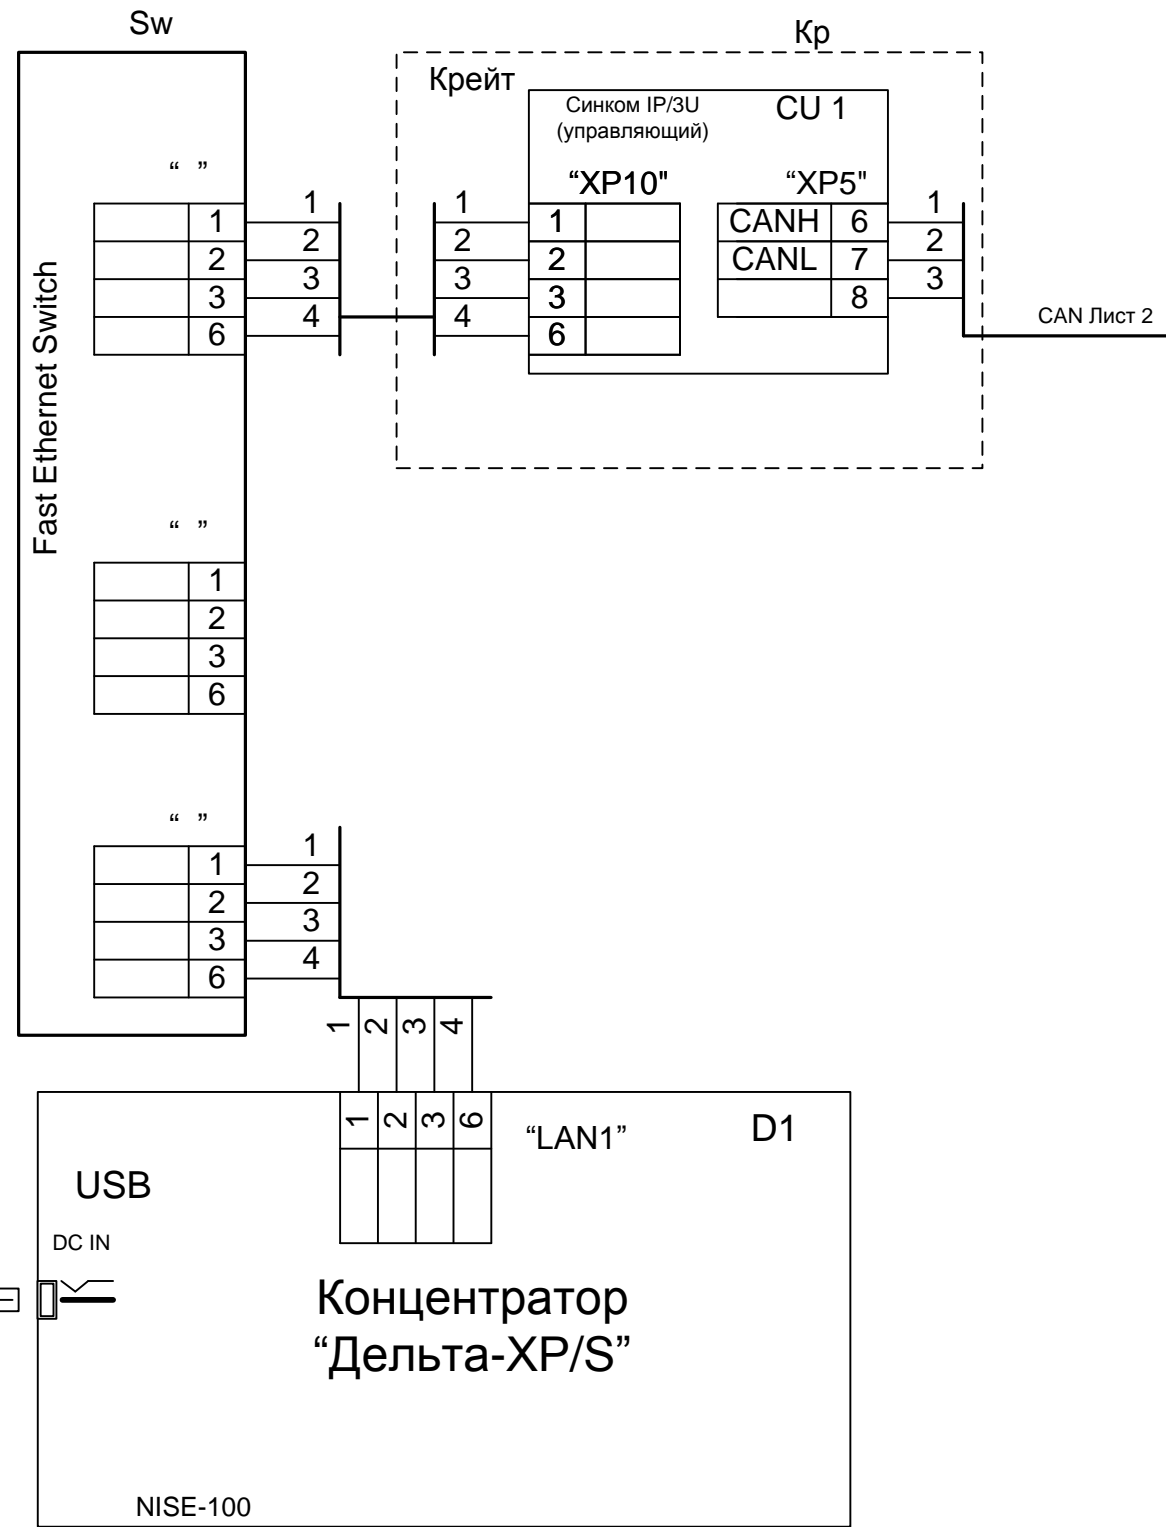 Sw
Кр
Крейт
Синком IP/3U
(управляющий)
CU 1
“ ”
“XP10"
“XP5"
1
2
3
6
1
2
3
4
1
2
3
4
1
2
3
6
CANH 6
CANL 7
8
1
2
3
CAN Лист 2
Fast Ethernet Switch
“ ”
1
2
3
6
“ ”
1
2
3
6
1
2
3
4
1 2 3 4
1 2 3 6
“LAN1”
D1
USB
DC IN
Концентратор
“Дельта-XP/S”
NISE-100